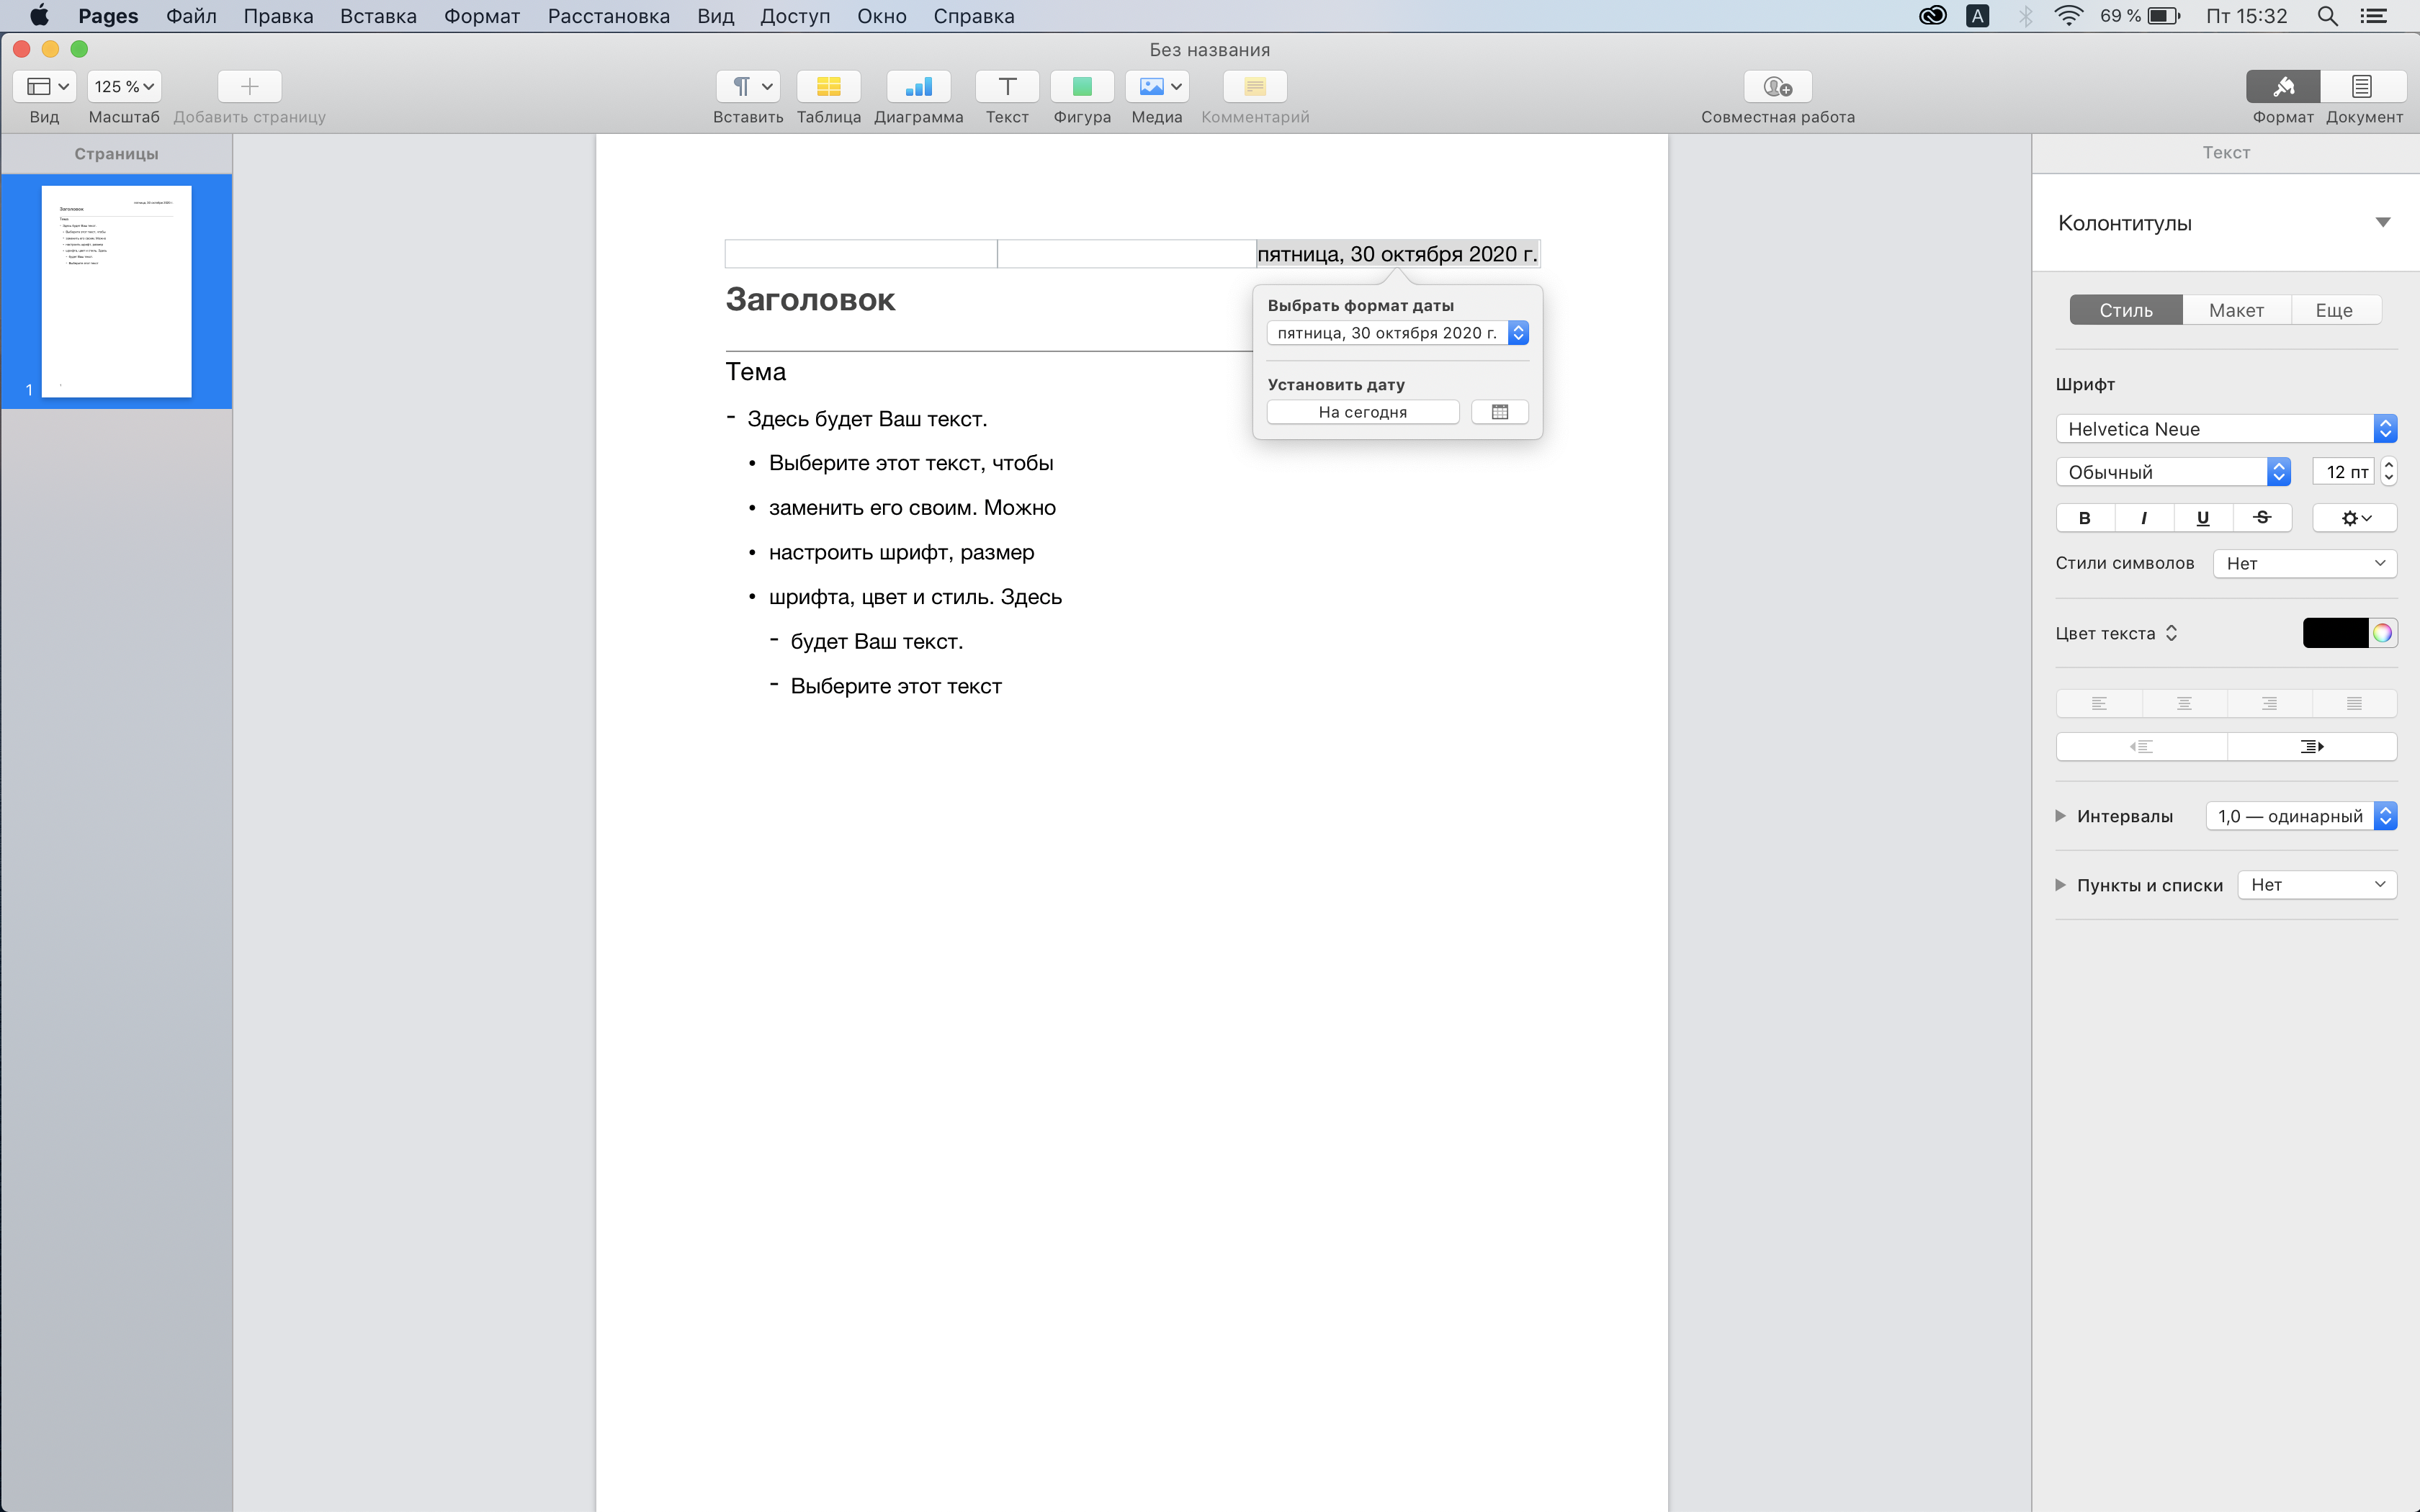 Pages Файл Правка Вставка Формат Расстановка Вид Доступ Окно Справка A 69 % Пт 15:32
Без названия
125 %
Вид Масштаб Добавить страницу Вставить Таблица Диаграмма Текст Фигура Медиа Комментарий Совместная работа Формат Документ
Страницы
1
пятница, 30 октября 2020 г.
Заголовок
Тема
- Здесь будет Ваш текст.
• Выберите этот текст, чтобы
• заменить его своим. Можно
• настроить шрифт, размер
• шрифта, цвет и стиль. Здесь
- будет Ваш текст.
- Выберите этот текст
Выбрать формат даты
пятница, 30 октября 2020 г.
Установить дату
На сегодня
Текст
Колонтитулы
Стиль Макет Еще
Шрифт
Helvetica Neue
Обычный 12 пт
B I U S
Стили символов Нет
Цвет текста
Интервалы 1,0 — одинарный
Пункты и списки Нет